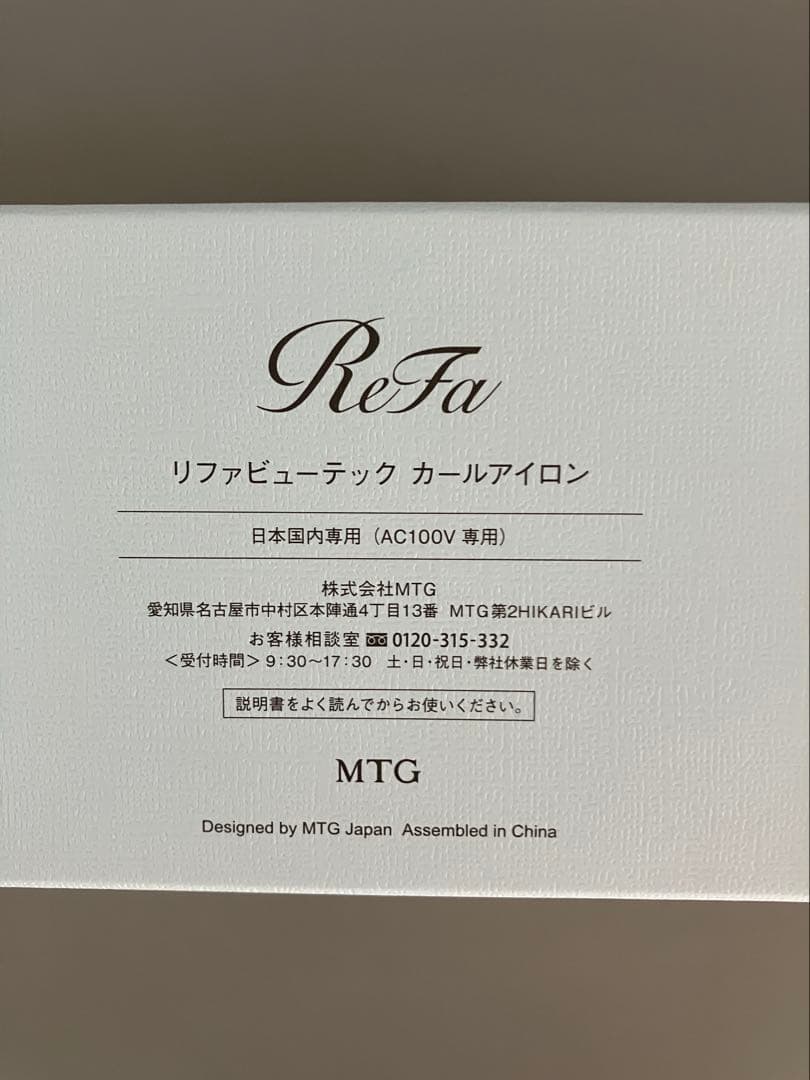 ReFa
リファビューテック カールアイロン
日本国内専用（AC100V 専用）
株式会社MTG
愛知県名古屋市中村区本陣通4丁目13番 MTG第2HIKARIビル
お客様相談室 0120-315-332
＜受付時間＞9:30〜17:30 土・日・祝日・弊社休業日を除く
説明書をよく読んでからお使いください。
MTG
Designed by MTG Japan Assembled in China